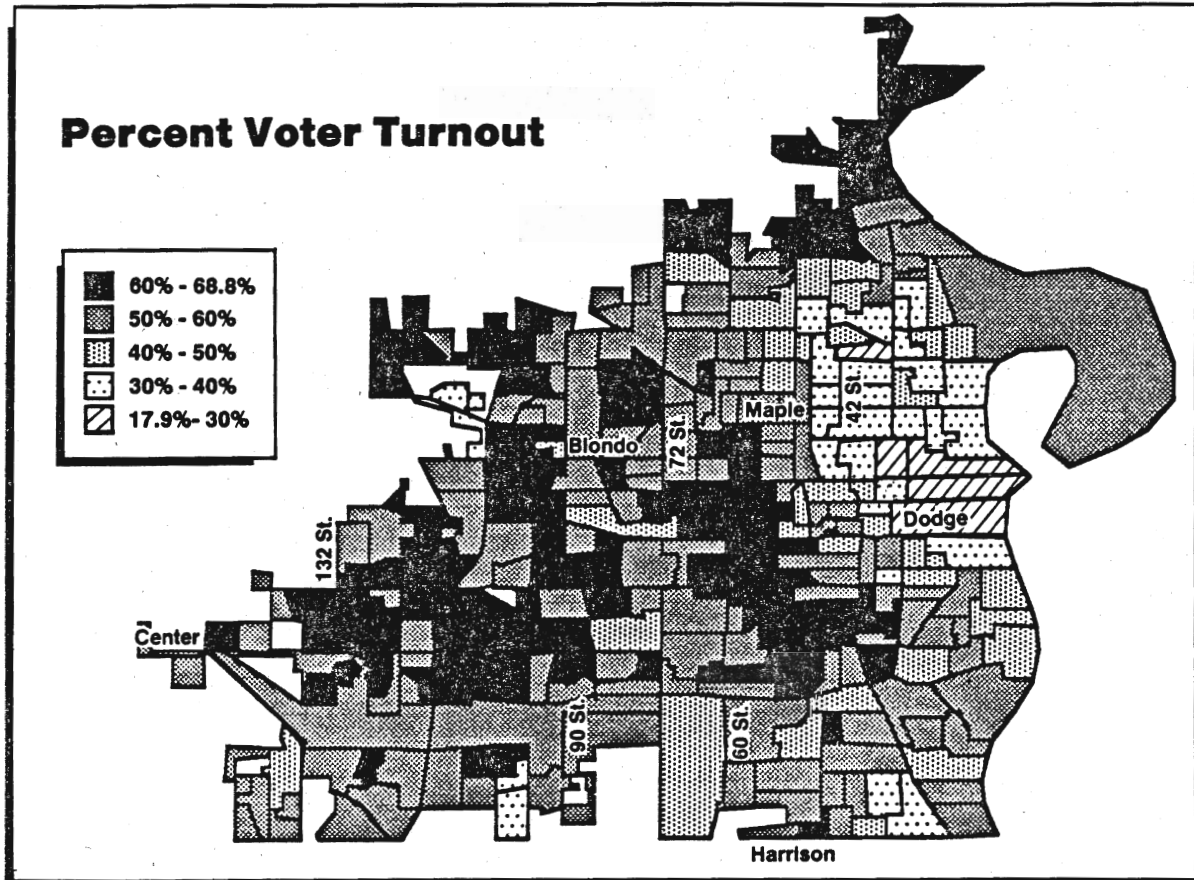 Percent Voter Turnout
60% - 68.8%
50% - 60%
40% - 50%
30% - 40%
17.9%- 30%
Maple
42 St.
Blondo
72 St.
Dodge
132 St.
Center
90 St.
60 St.
Harrison